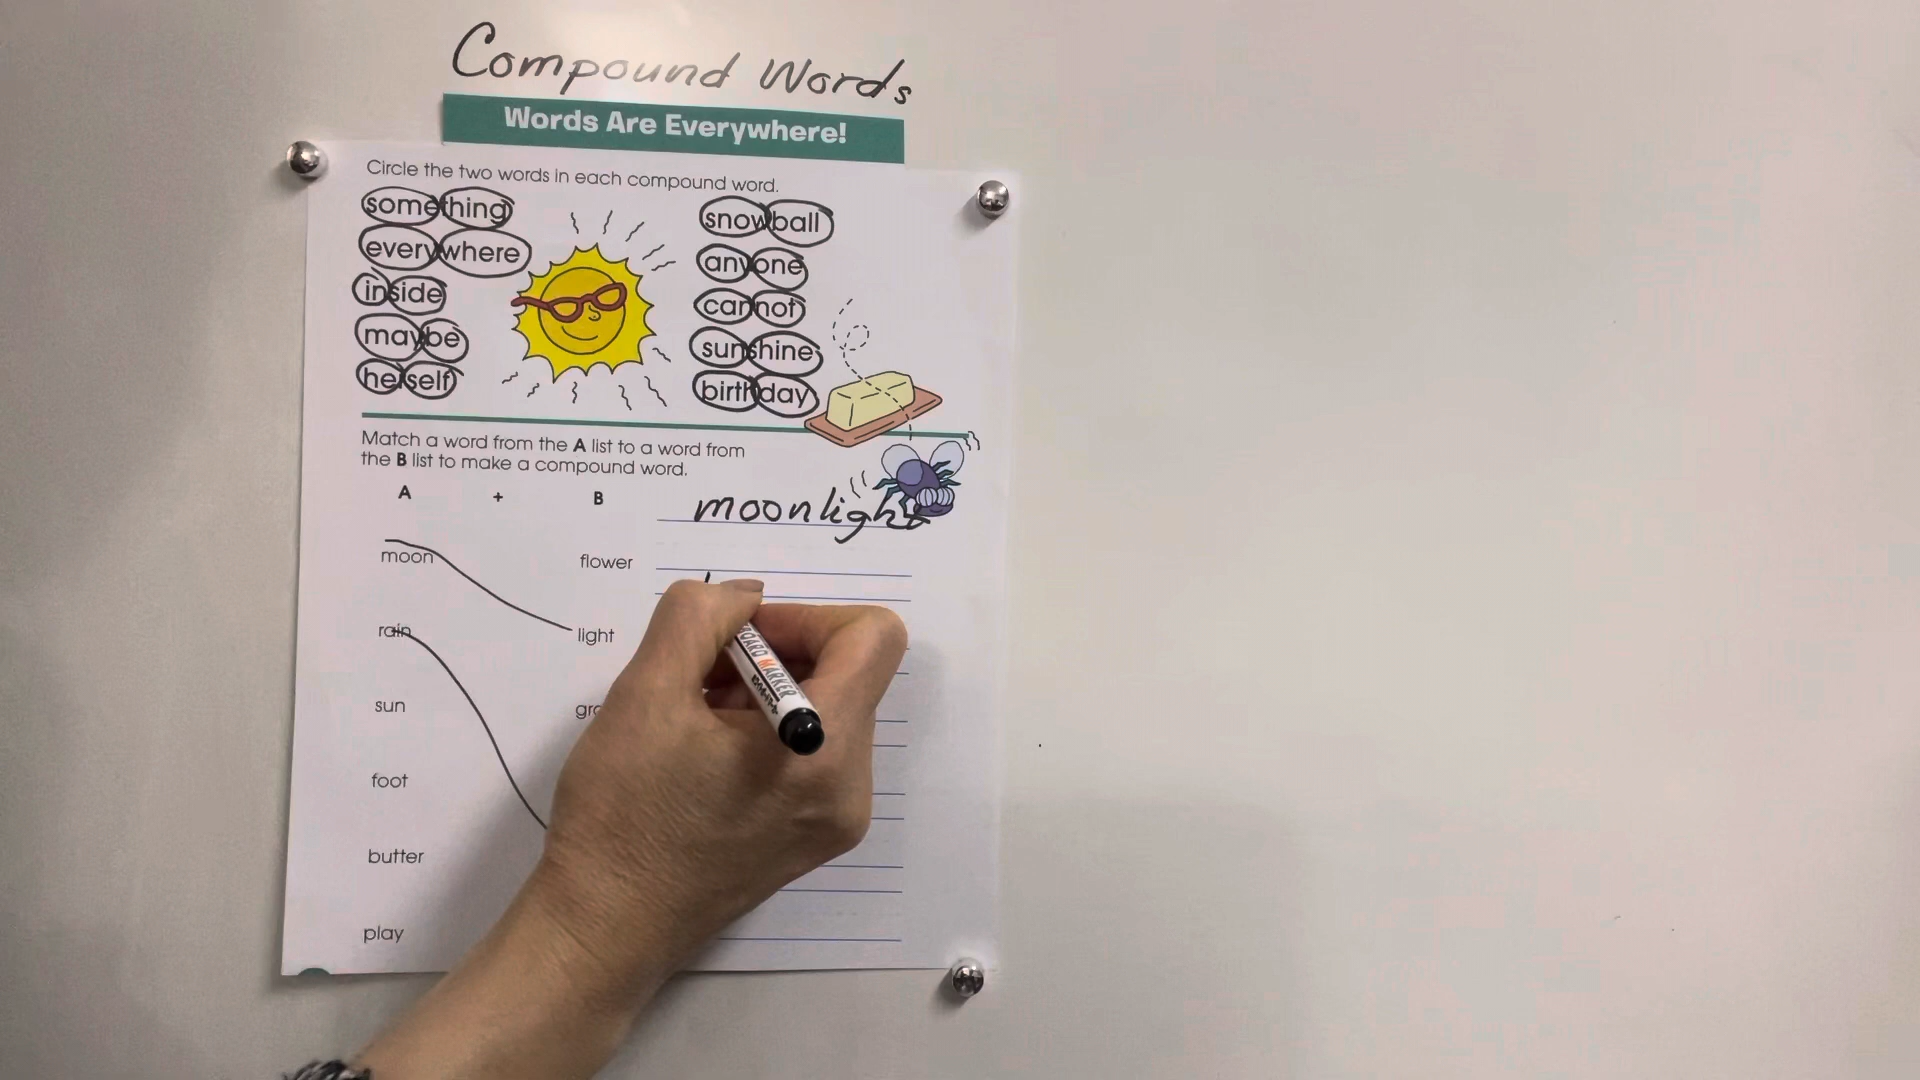 Compound Words
Words Are Everywhere!
Circle the two words in each compound word.
something
everywhere
inside
maybe
herself
snowball
anyone
cannot
sunshine
birthday
Match a word from the A list to a word from
the B list to make a compound word.
A + B
moonlight
moon flower
rain light
sun
foot
butter
play
BOARD MARKER